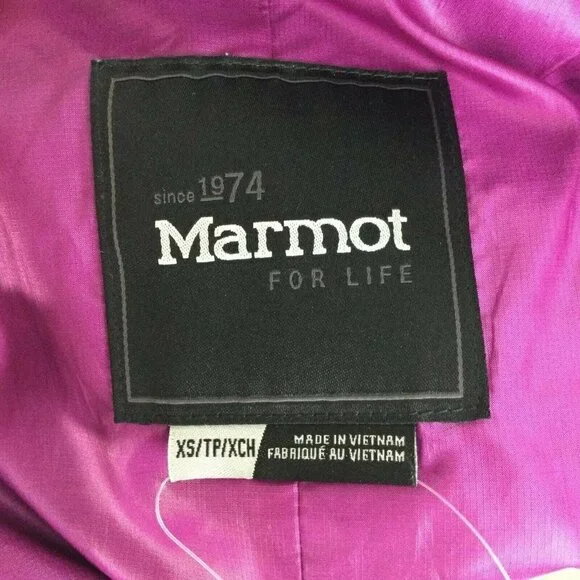 since 1974
Marmot
FOR LIFE
XS/TP/XCH
MADE IN VIETNAM
FABRIQUÉ AU VIETNAM